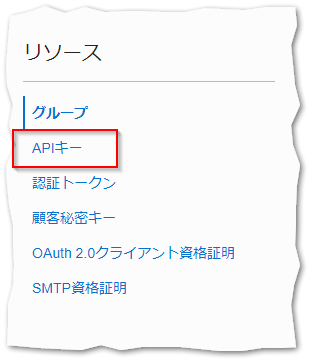 リソース
グループ
APIキー
認証トークン
顧客秘密キー
OAuth 2.0クライアント資格証明
SMTP資格証明